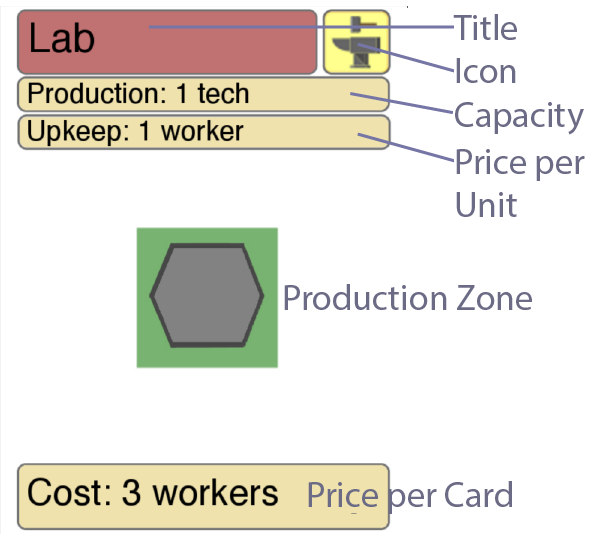 Lab
Title
Icon
Production: 1 tech
Capacity
Upkeep: 1 worker
Price per
Unit
Production Zone
Cost: 3 workers
Price per Card